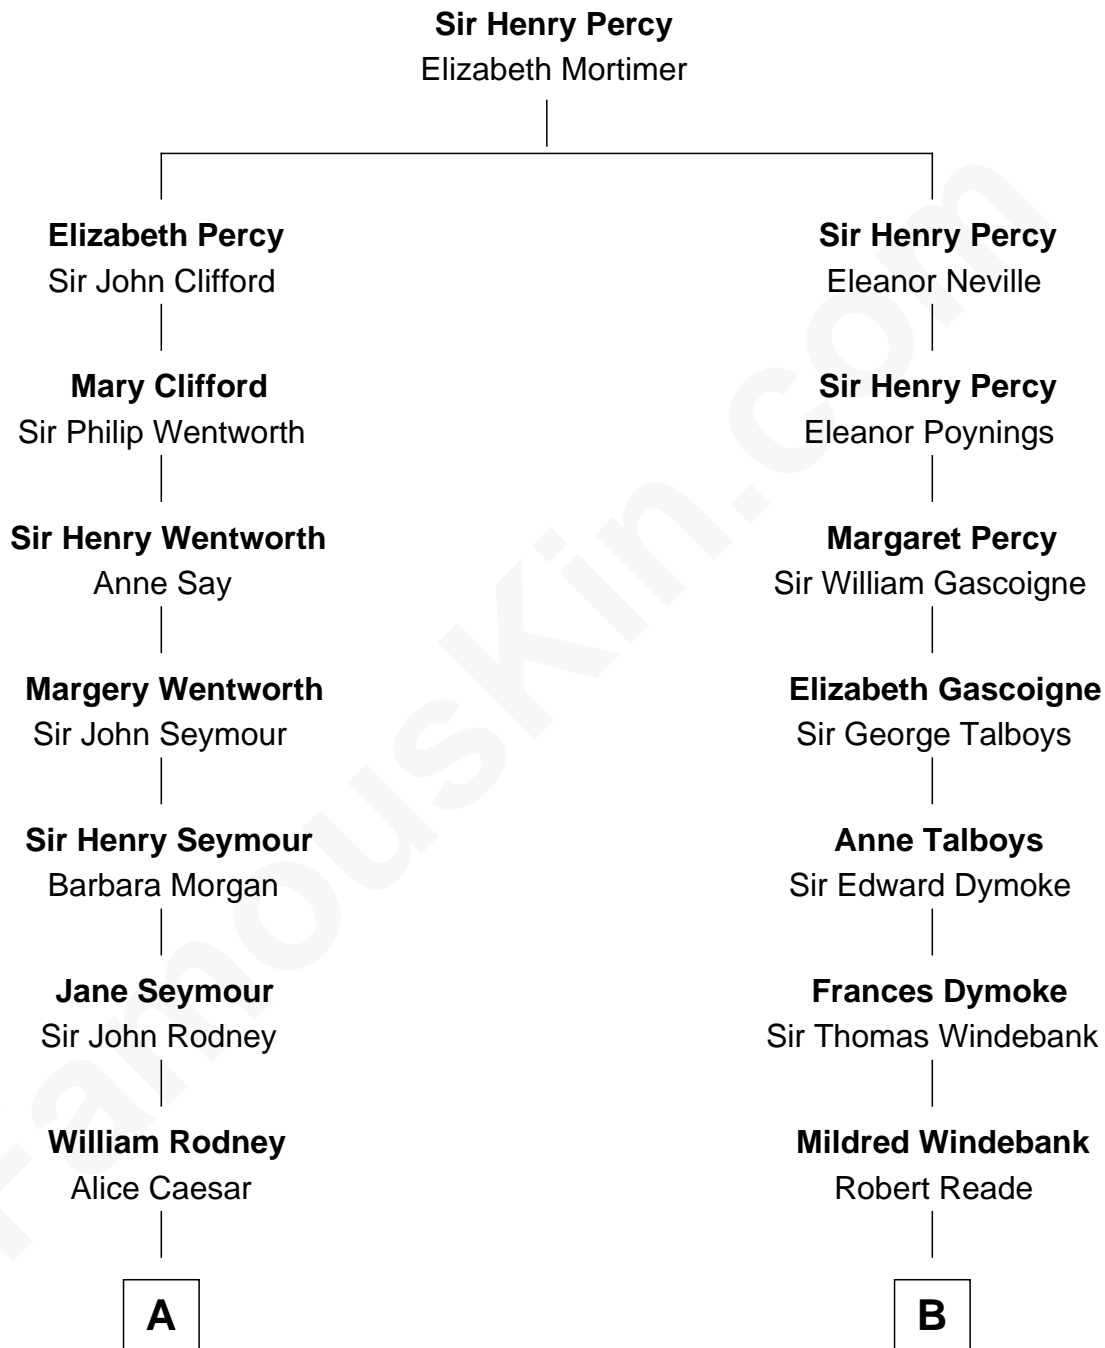 Sir Henry Percy
Elizabeth Mortimer
Elizabeth Percy
Sir John Clifford
Sir Henry Percy
Eleanor Neville
Mary Clifford
Sir Philip Wentworth
Sir Henry Percy
Eleanor Poynings
Sir Henry Wentworth
Anne Say
Margaret Percy
Sir William Gascoigne
Margery Wentworth
Sir John Seymour
Elizabeth Gascoigne
Sir George Talboys
Sir Henry Seymour
Barbara Morgan
Anne Talboys
Sir Edward Dymoke
Jane Seymour
Sir John Rodney
Frances Dymoke
Sir Thomas Windebank
William Rodney
Alice Caesar
Mildred Windebank
Robert Reade
A
B
FamousKin.com